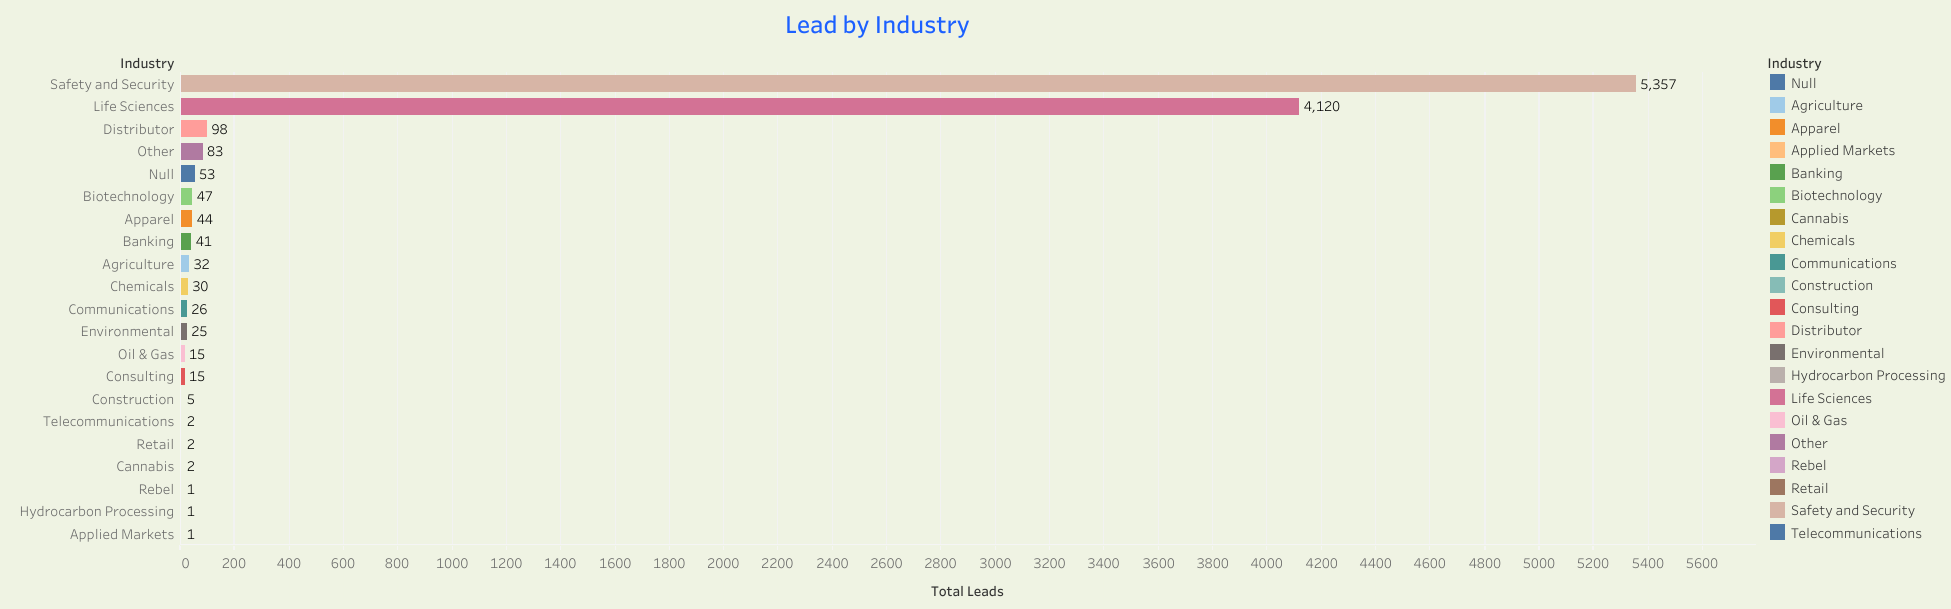 Lead by Industry
Industry
Safety and Security 5,357
Life Sciences 4,120
Distributor 98
Other 83
Null 53
Biotechnology 47
Apparel 44
Banking 41
Agriculture 32
Chemicals 30
Communications 26
Environmental 25
Oil & Gas 15
Consulting 15
Construction 5
Telecommunications 2
Retail 2
Cannabis 2
Rebel 1
Hydrocarbon Processing 1
Applied Markets 1
0 200 400 600 800 1000 1200 1400 1600 1800 2000 2200 2400 2600 2800 3000 3200 3400 3600 3800 4000 4200 4400 4600 4800 5000 5200 5400 5600
Total Leads
Industry
Null
Agriculture
Apparel
Applied Markets
Banking
Biotechnology
Cannabis
Chemicals
Communications
Construction
Consulting
Distributor
Environmental
Hydrocarbon Processing
Life Sciences
Oil & Gas
Other
Rebel
Retail
Safety and Security
Telecommunications